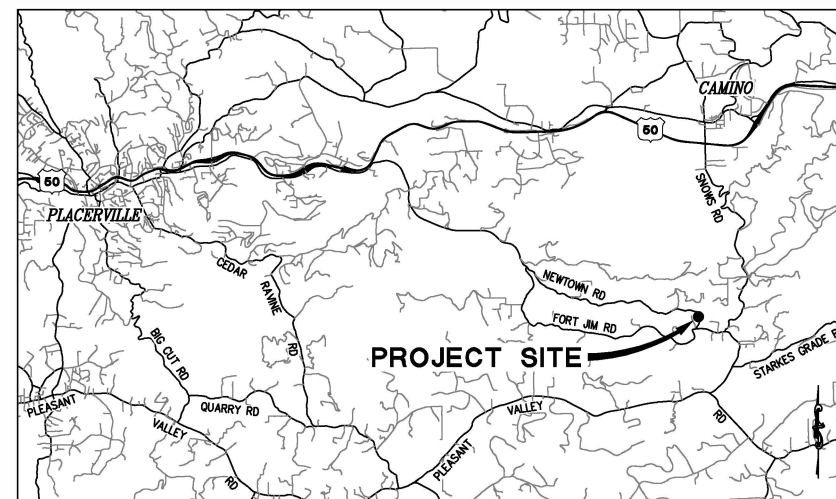 CAMINO
50
50
PLACERVILLE
SNOWS RD
CEDAR RAVINE RD
NEWTOWN RD
FORT JIM RD
BIG CUT RD
PROJECT SITE
STARKES GRADE
PLEASANT VALLEY RD
QUARRY RD
PLEASANT VALLEY RD